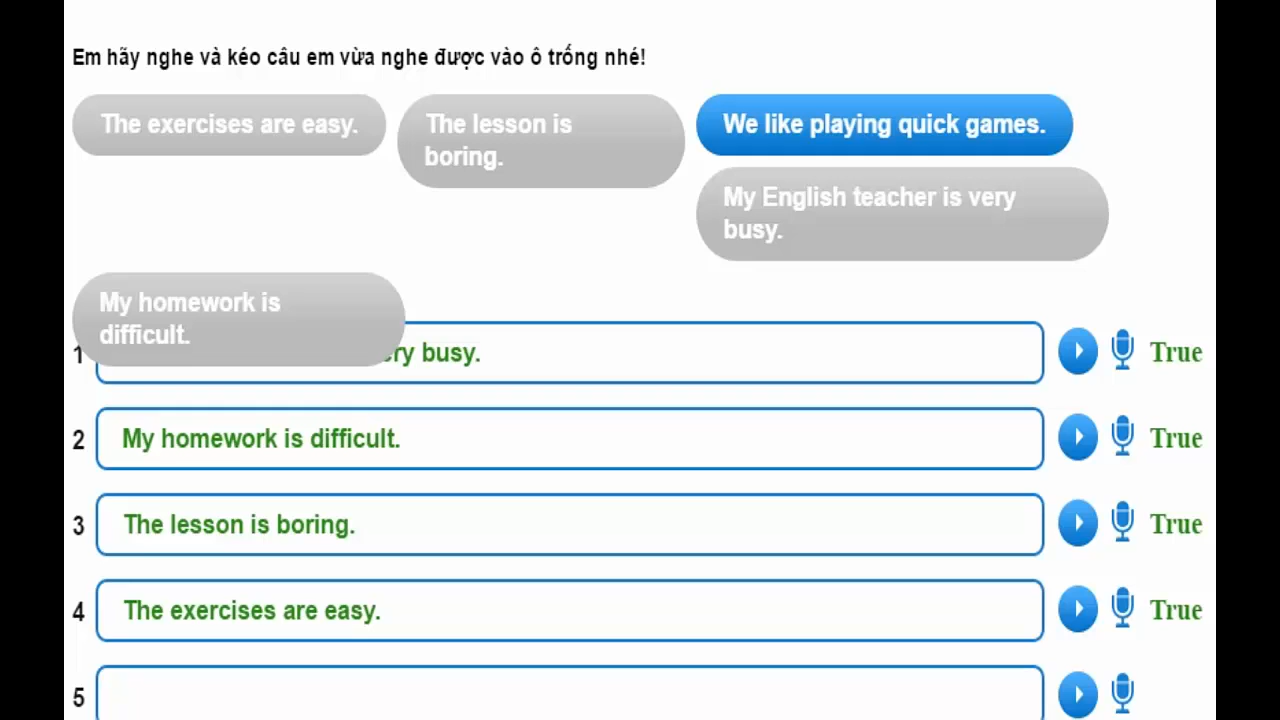 Em hãy nghe và kéo câu em vừa nghe được vào ô trống nhé!
The exercises are easy.
The lesson is
boring.
We like playing quick games.
My English teacher is very
busy.
My homework is
difficult.
1 busy. True
2 My homework is difficult. True
3 The lesson is boring. True
4 The exercises are easy. True
5